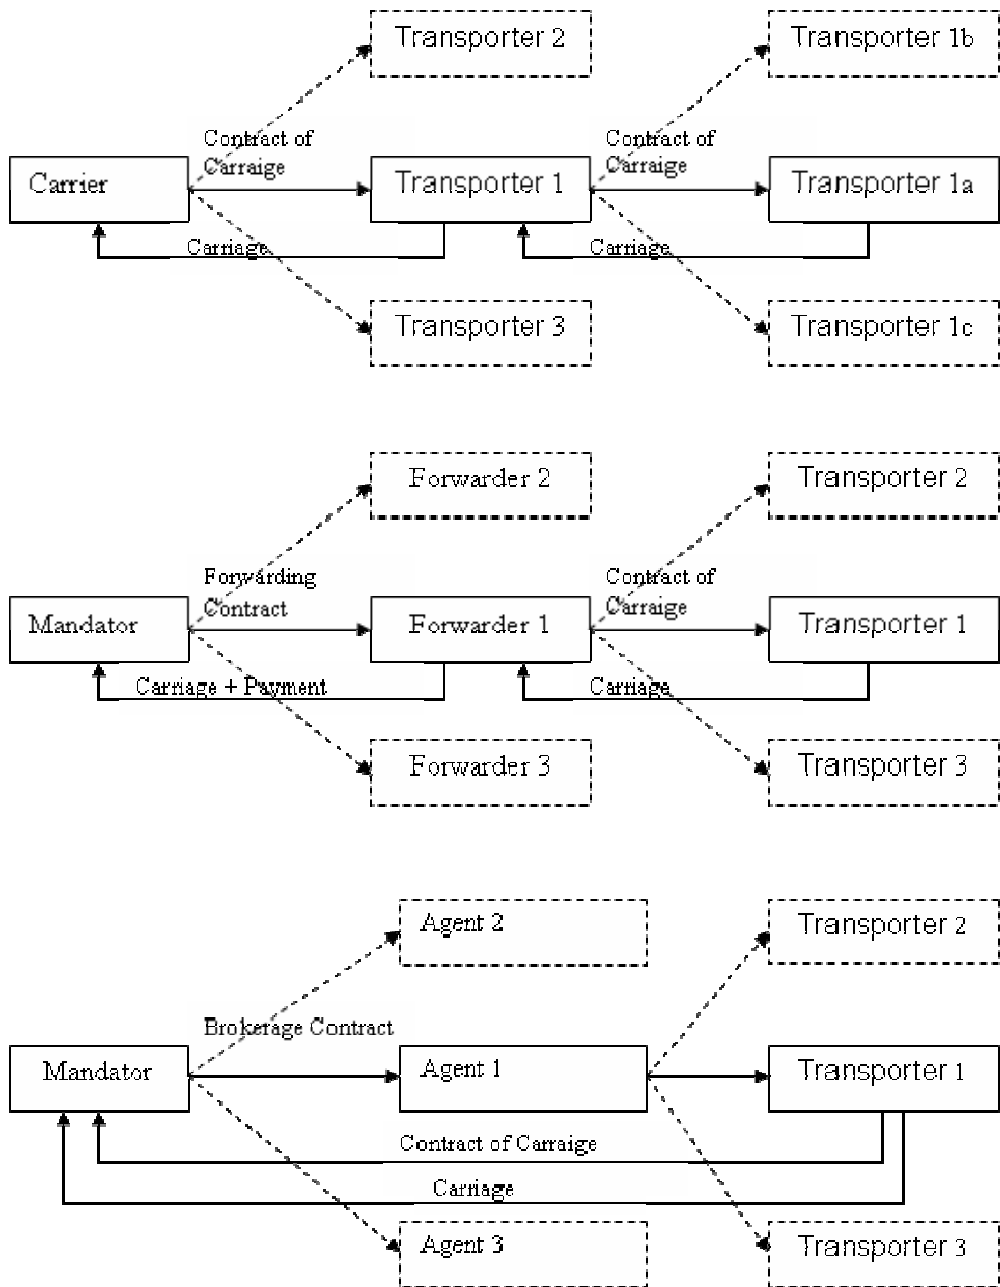 Transporter 2
Transporter 1b
Contract of
Carraige
Contract of
Carraige
Carrier
Transporter 1
Transporter 1a
Carriage
Carriage
Transporter 3
Transporter 1c
Forwarder 2
Transporter 2
Forwarding
Contract
Contract of
Carraige
Mandator
Forwarder 1
Transporter 1
Carriage + Payment
Carriage
Forwarder 3
Transporter 3
Agent 2
Transporter 2
Brokerage Contract
Mandator
Agent 1
Transporter 1
Contract of Carraige
Carriage
Agent 3
Transporter 3